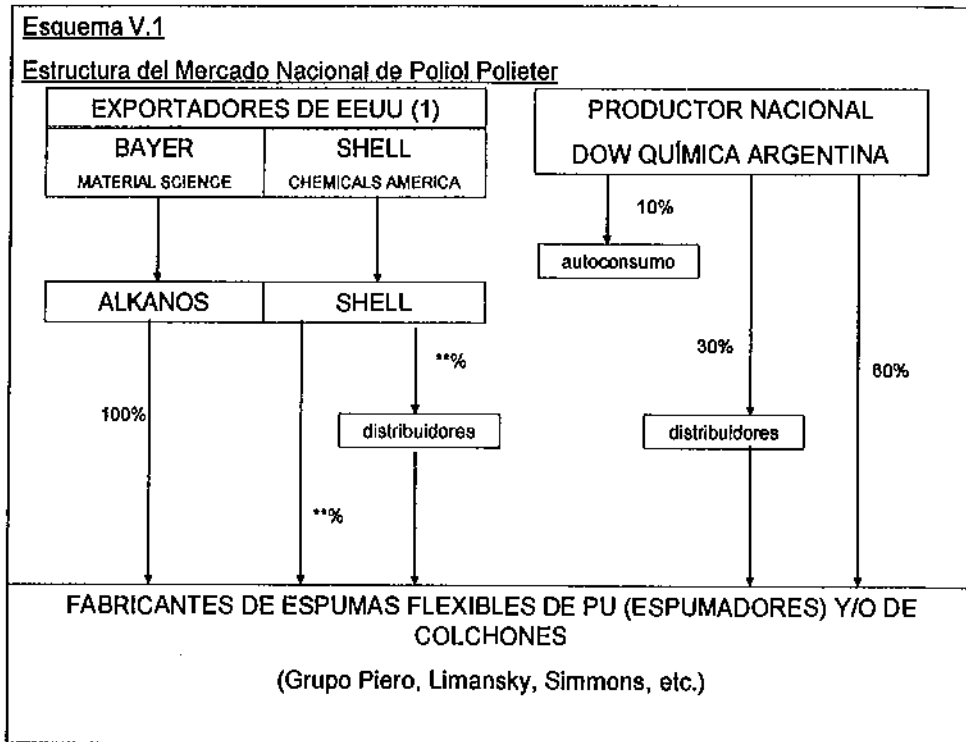 Esquema V.1
Estructura del Mercado Nacional de Poliol Polieter
EXPORTADORES DE EEUU (1)
BAYER
MATERIAL SCIENCE
SHELL
CHEMICALS AMERICA
PRODUCTOR NACIONAL
DOW QUÍMICA ARGENTINA
10%
autoconsumo
ALKANOS
SHELL
**%
30%
60%
100%
distribuidores
distribuidores
**%
FABRICANTES DE ESPUMAS FLEXIBLES DE PU (ESPUMADORES) Y/O DE
COLCHONES
(Grupo Piero, Limansky, Simmons, etc.)